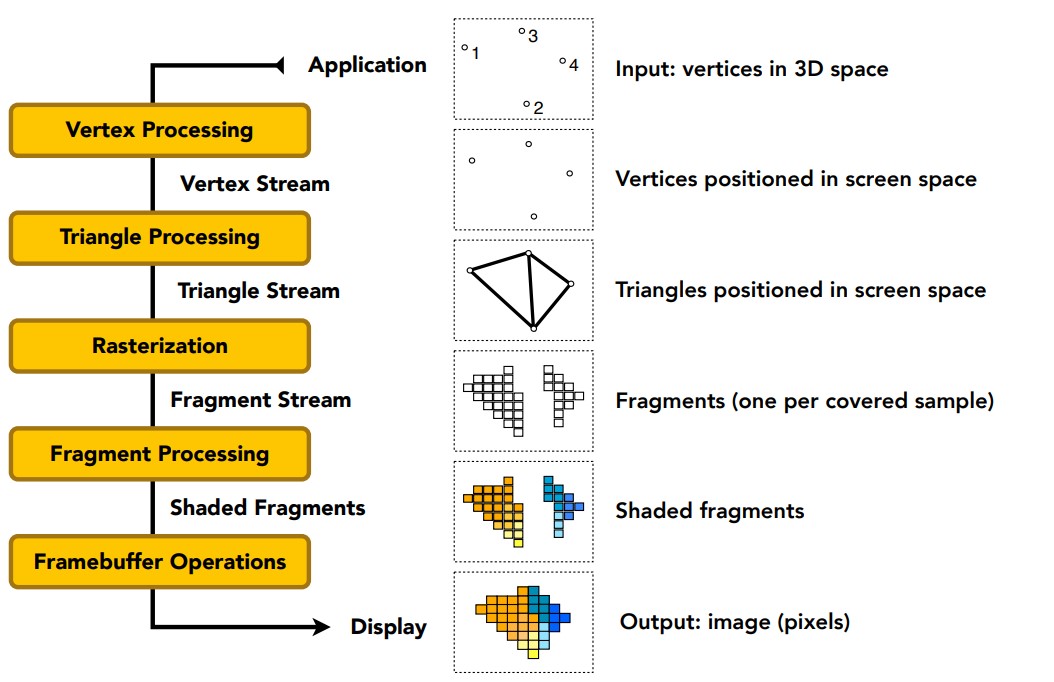 Application
1
3
4
2
Input: vertices in 3D space
Vertex Processing
Vertex Stream
Vertices positioned in screen space
Triangle Processing
Triangle Stream
Triangles positioned in screen space
Rasterization
Fragment Stream
Fragments (one per covered sample)
Fragment Processing
Shaded Fragments
Shaded fragments
Framebuffer Operations
Display
Output: image (pixels)